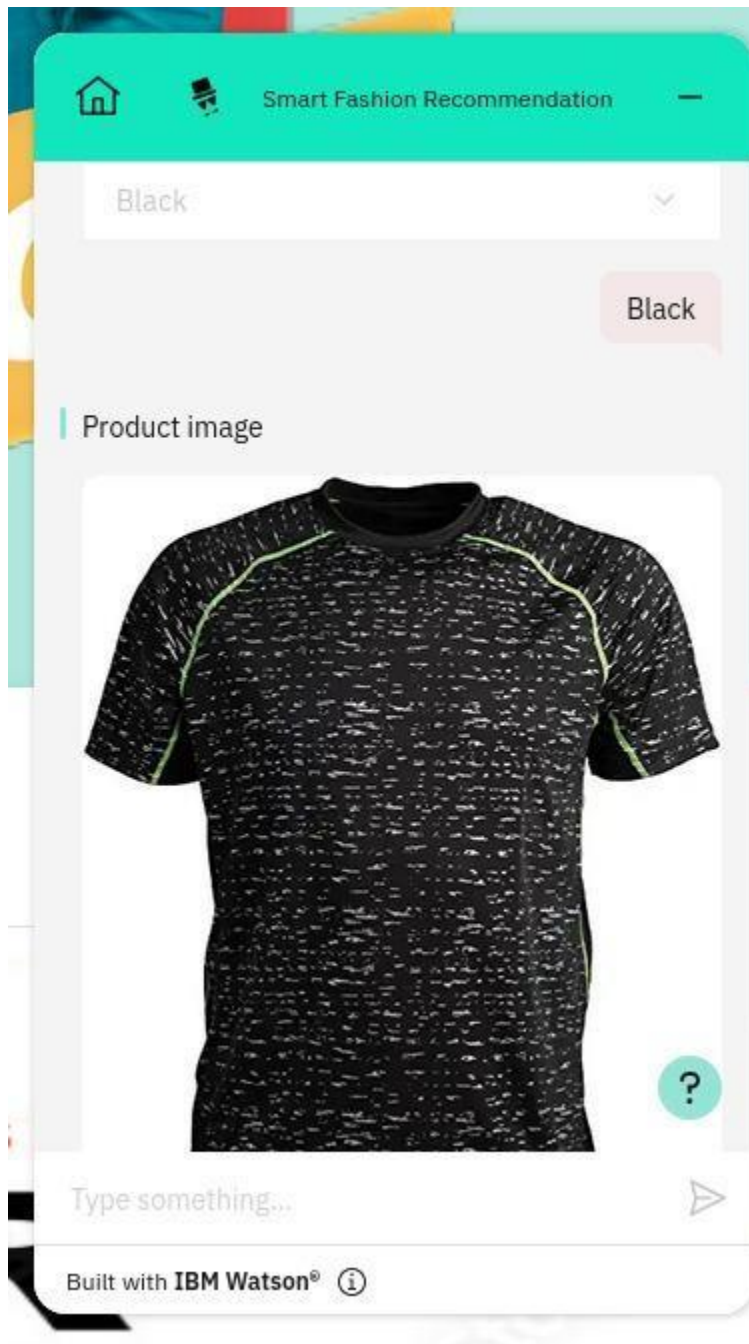 Smart Fashion Recommendation
Black
Black
Product image
?
Type something...
Built with IBM Watson®